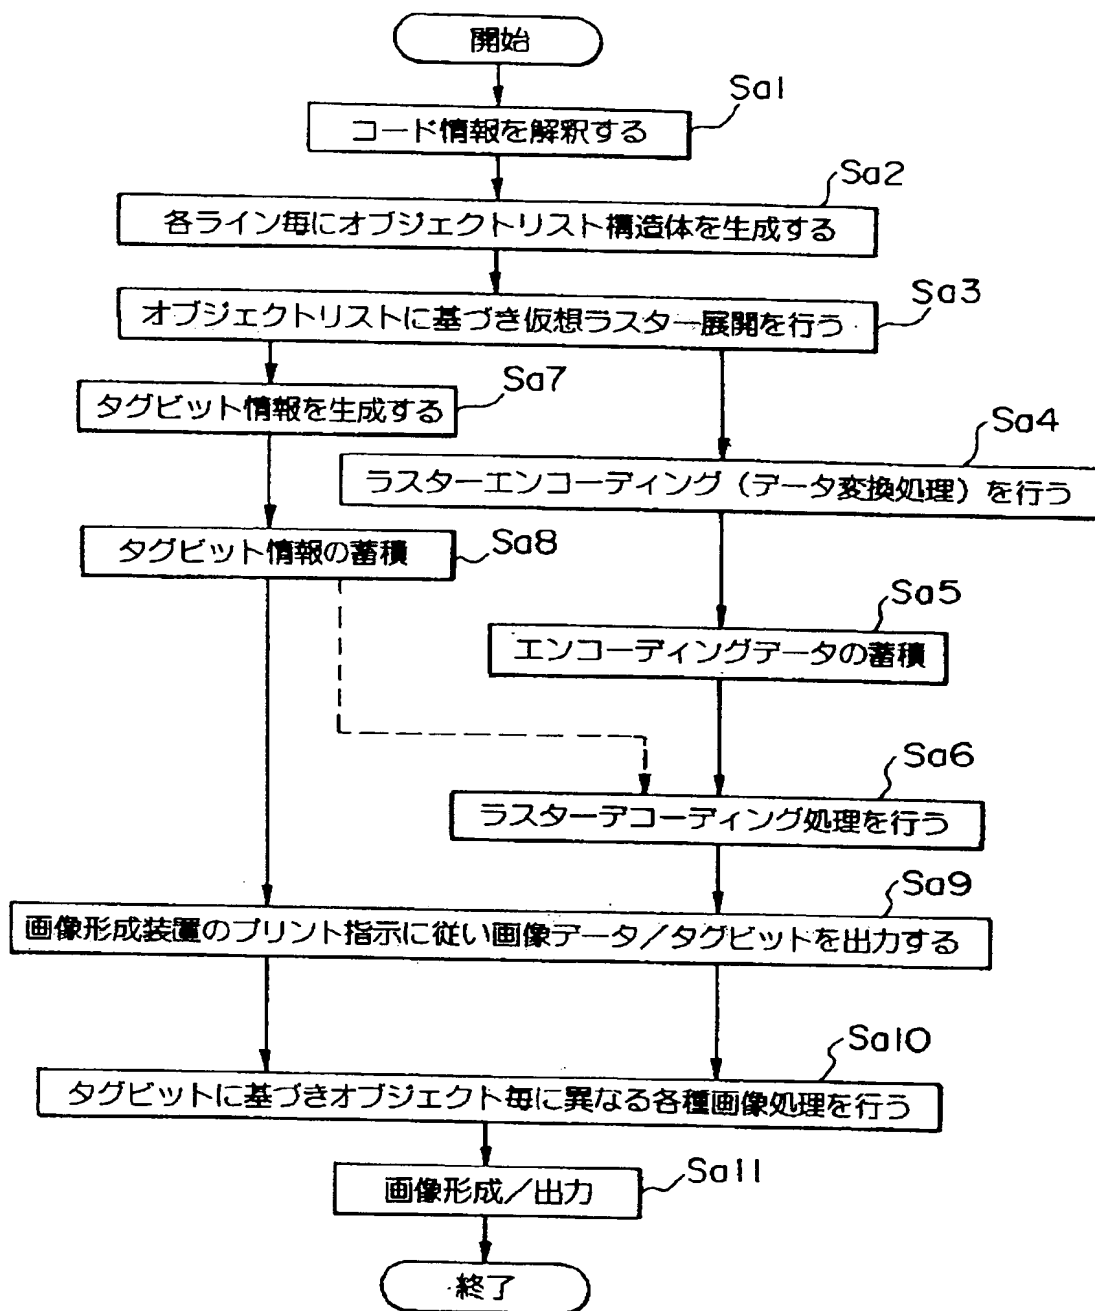 開始
Sa1
コード情報を解釈する
Sa2
各ライン毎にオブジェクトリスト構造体を生成する
Sa3
オブジェクトリストに基づき仮想ラスター展開を行う
Sa7
タグビット情報を生成する
Sa4
ラスターエンコーディング（データ変換処理）を行う
Sa8
タグビット情報の蓄積
Sa5
エンコーディングデータの蓄積
Sa6
ラスターデコーディング処理を行う
Sa9
画像形成装置のプリント指示に従い画像データ／タグビットを出力する
Sa10
タグビットに基づきオブジェクト毎に異なる各種画像処理を行う
Sa11
画像形成／出力
終了